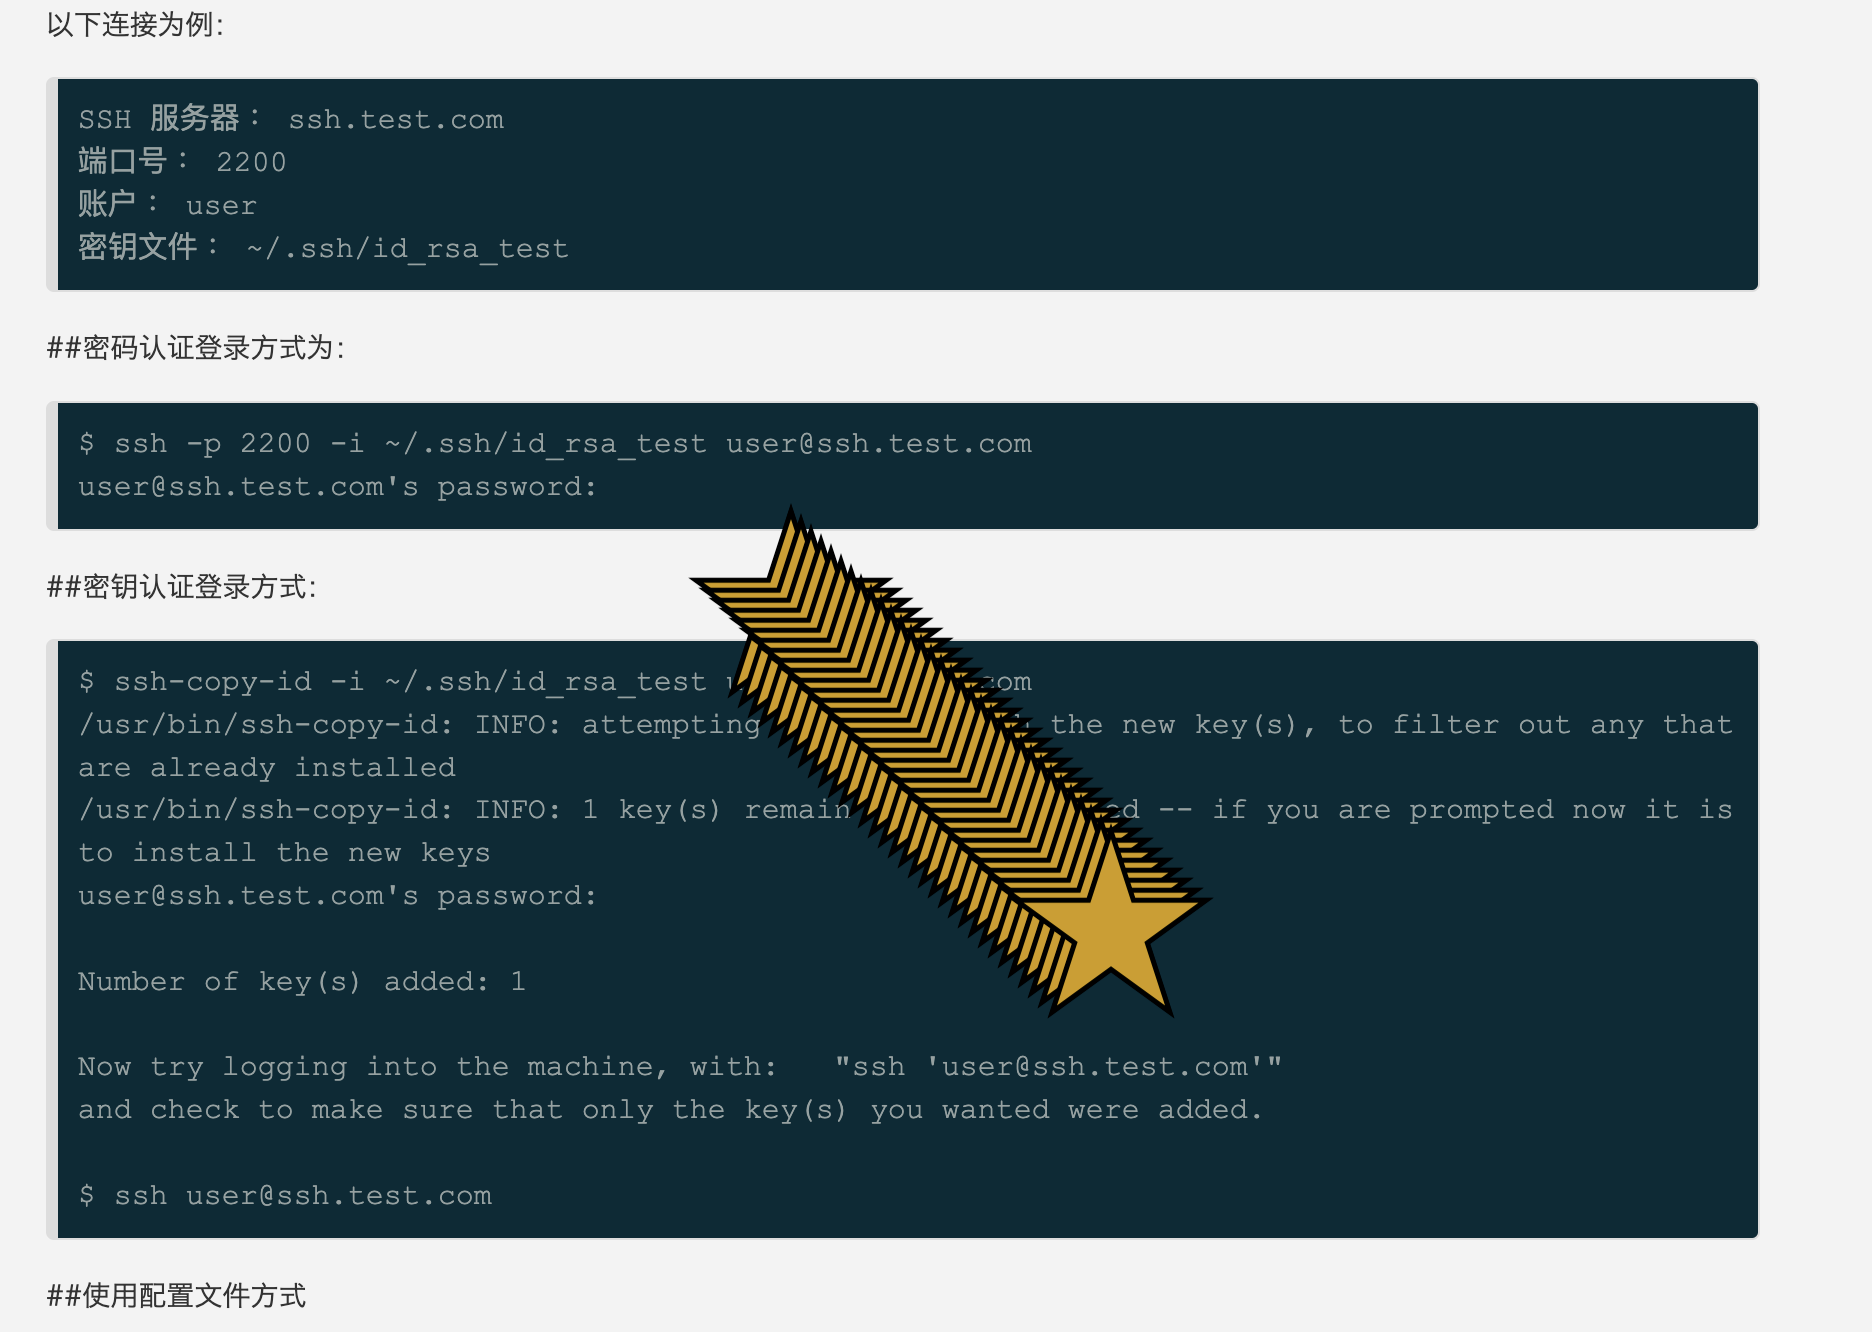 以下连接为例：
SSH 服务器： ssh.test.com
端口号： 2200
账户： user
密钥文件： ~/.ssh/id_rsa_test
##密码认证登录方式为：
$ ssh -p 2200 -i ~/.ssh/id_rsa_test user@ssh.test.com
user@ssh.test.com's password:
##密钥认证登录方式：
$ ssh-copy-id -i ~/.ssh/id_rsa_test
/usr/bin/ssh-copy-id: INFO: attempting the new key(s), to filter out any that
are already installed
/usr/bin/ssh-copy-id: INFO: 1 key(s) -- if you are prompted now it is
to install the new keys
user@ssh.test.com's password:
Number of key(s) added: 1
Now try logging into the machine, with:   "ssh 'user@ssh.test.com'"
and check to make sure that only the key(s) you wanted were added.
$ ssh user@ssh.test.com
##使用配置文件方式